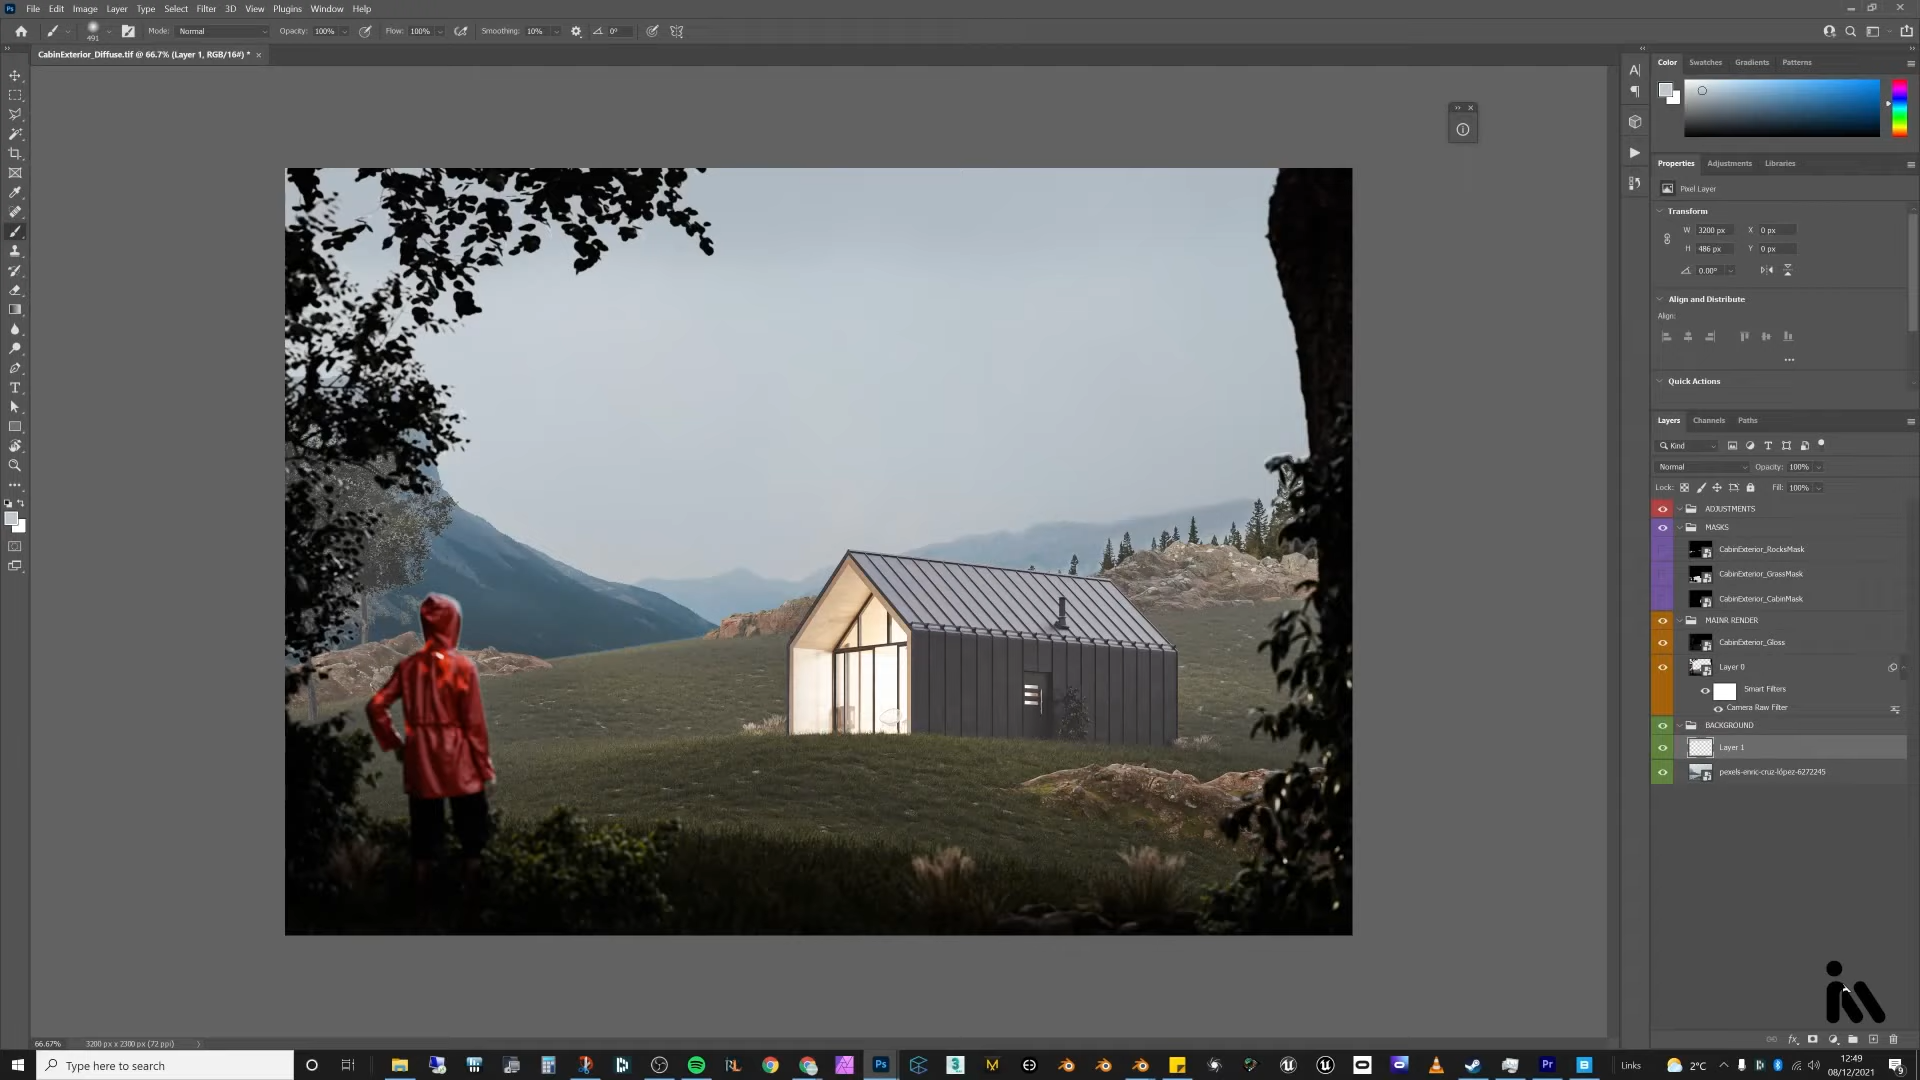 Ps File Edit Image Layer Type Select Filter 3D View Plugins Window Help
491 Mode: Normal Opacity: 100% Flow: 100% Smoothing: 10% 0°
CabinExterior_Diffuse.tif @ 66.7% (Layer 1, RGB/16#) *
Color Swatches Gradients Patterns
Properties Adjustments Libraries
Pixel Layer
Transform
W 3200 px X 0 px
H 486 px Y 0 px
0.00°
Align and Distribute
Align:
Quick Actions
Layers Channels Paths
Kind
Normal Opacity: 100%
Lock: Fill: 100%
ADJUSTMENTS
MASKS
CabinExterior_RocksMask
CabinExterior_GrassMask
CabinExterior_CabinMask
MAINR RENDER
CabinExterior_Gloss
Layer 0
Smart Filters
Camera Raw Filter
BACKGROUND
Layer 1
pexels-enric-cruz-lópez-6272245
66.67% 3200 px x 2300 px (72 ppi)
Type here to search
Ps
Pr
Links
2°C
12:49
08/12/2021